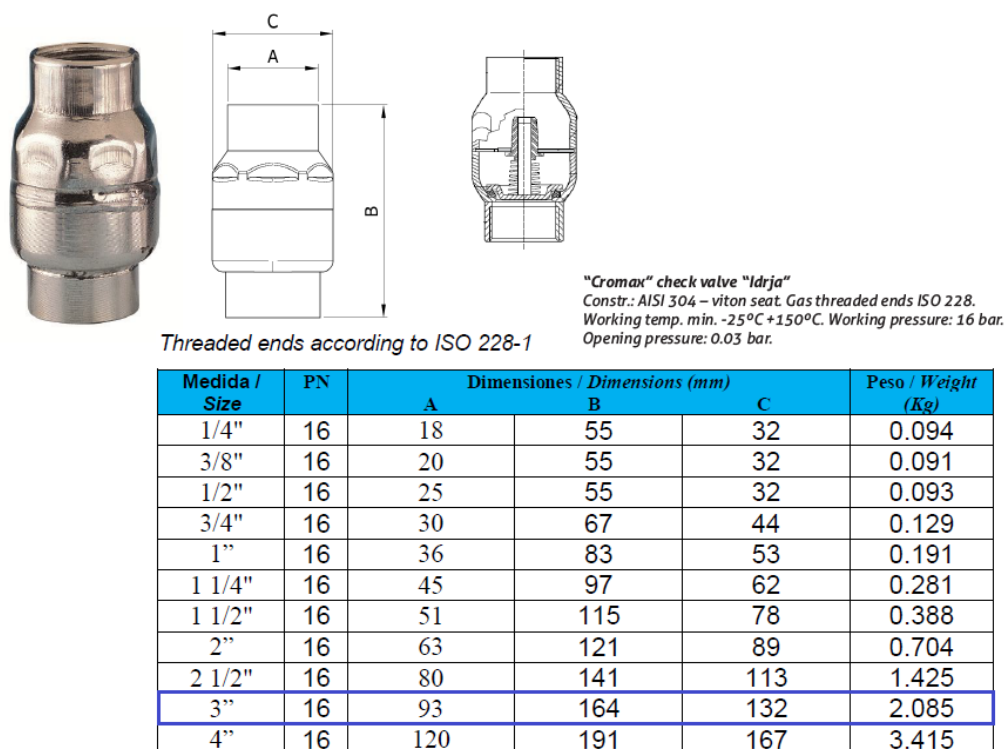 C
A
B
"Cromax" check valve "Idrja"
Constr.: AISI 304 – viton seat. Gas threaded ends ISO 228.
Working temp. min. -25ºC +150ºC. Working pressure: 16 bar.
Opening pressure: 0.03 bar.
Threaded ends according to ISO 228-1
Medida / Size PN Dimensiones / Dimensions (mm) Peso / Weight (Kg)
A B C
1/4" 16 18 55 32 0.094
3/8" 16 20 55 32 0.091
1/2" 16 25 55 32 0.093
3/4" 16 30 67 44 0.129
1” 16 36 83 53 0.191
1 1/4" 16 45 97 62 0.281
1 1/2" 16 51 115 78 0.388
2” 16 63 121 89 0.704
2 1/2" 16 80 141 113 1.425
3” 16 93 164 132 2.085
4” 16 120 191 167 3.415